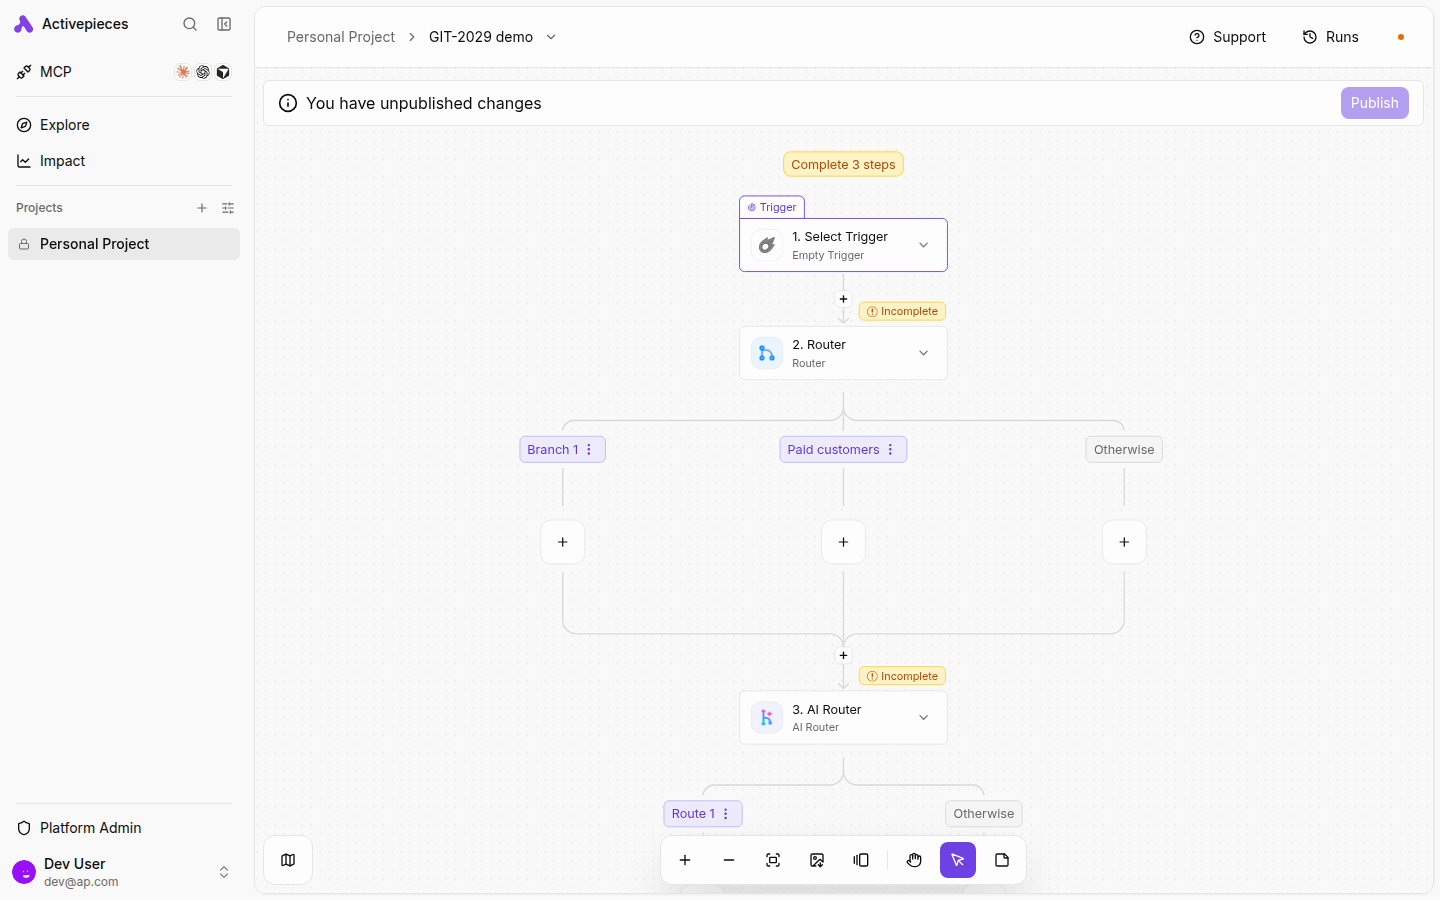 Activepieces
MCP
Explore
Impact
Projects
Personal Project
Platform Admin
Dev User
dev@ap.com
Personal Project
GIT-2029 demo
Support
Runs
You have unpublished changes
Publish
Complete 3 steps
Trigger
1. Select Trigger
Empty Trigger
Incomplete
2. Router
Router
Branch 1
Paid customers
Otherwise
Incomplete
3. AI Router
AI Router
Route 1
Otherwise